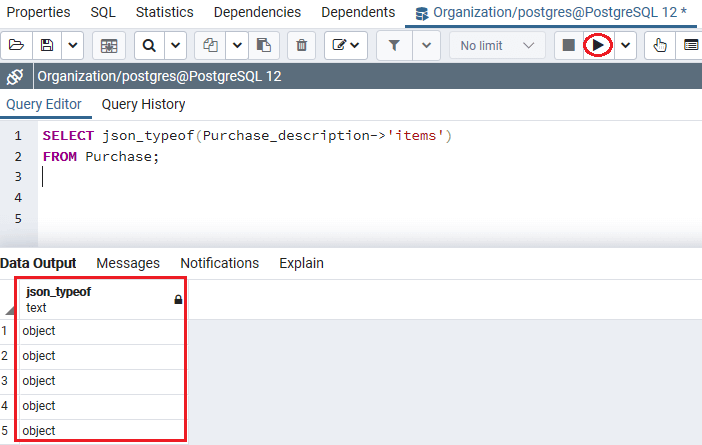 Properties SQL Statistics Dependencies Dependents Organization/postgres@PostgreSQL 12 *
No limit
Organization/postgres@PostgreSQL 12
Query Editor Query History
1 SELECT json_typeof(Purchase_description->'items')
2 FROM Purchase;
3
4
5
Data Output Messages Notifications Explain
json_typeof
text
1 object
2 object
3 object
4 object
5 object